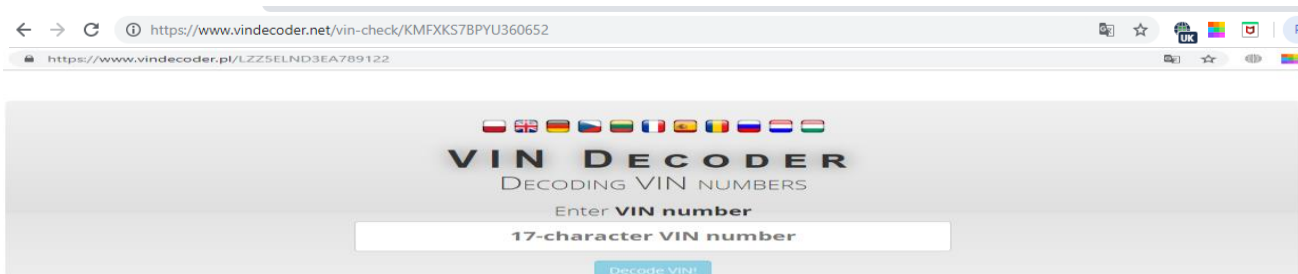 https://www.vindecoder.net/vin-check/KMFXKS7BPYU360652
UK
https://www.vindecoder.pl/LZZ5ELND3EA789122
VIN DECODER
DECODING VIN NUMBERS
Enter VIN number
17-character VIN number
Decode VIN!